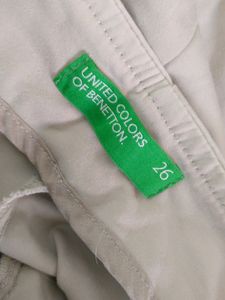 UNITED COLORS
OF BENETTON.
26